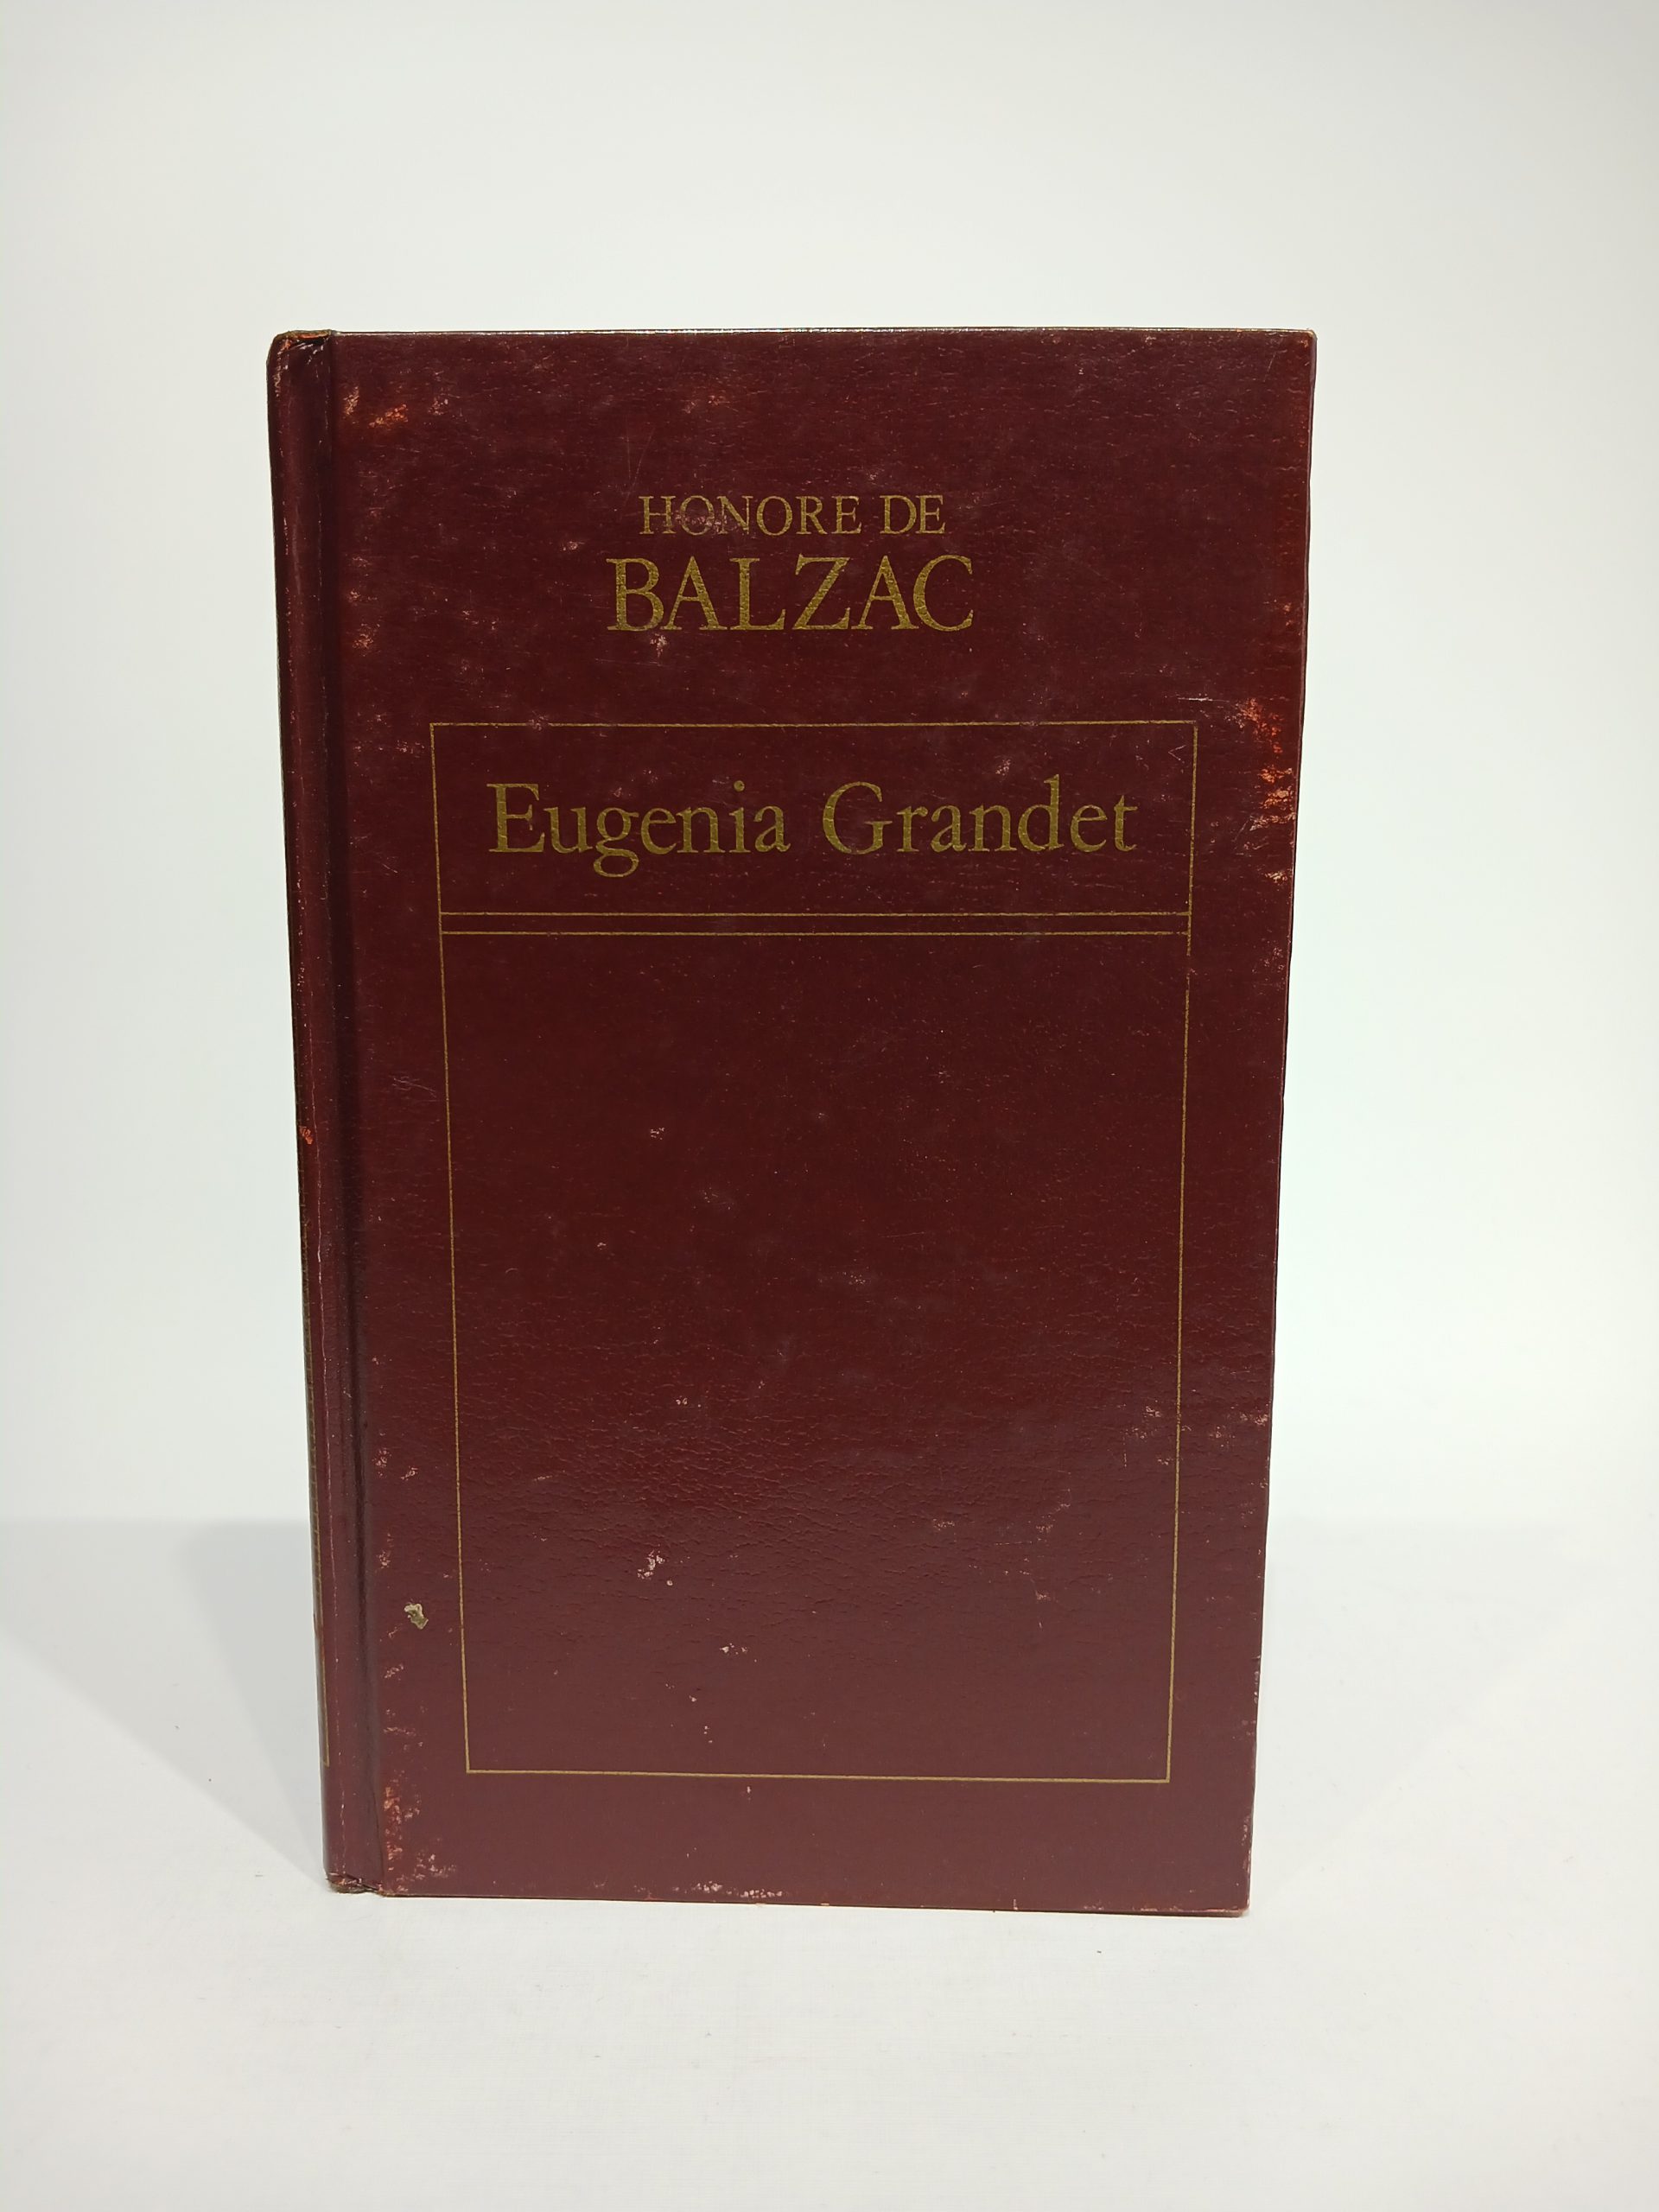 HONORE DE
BALZAC
Eugenia Grandet